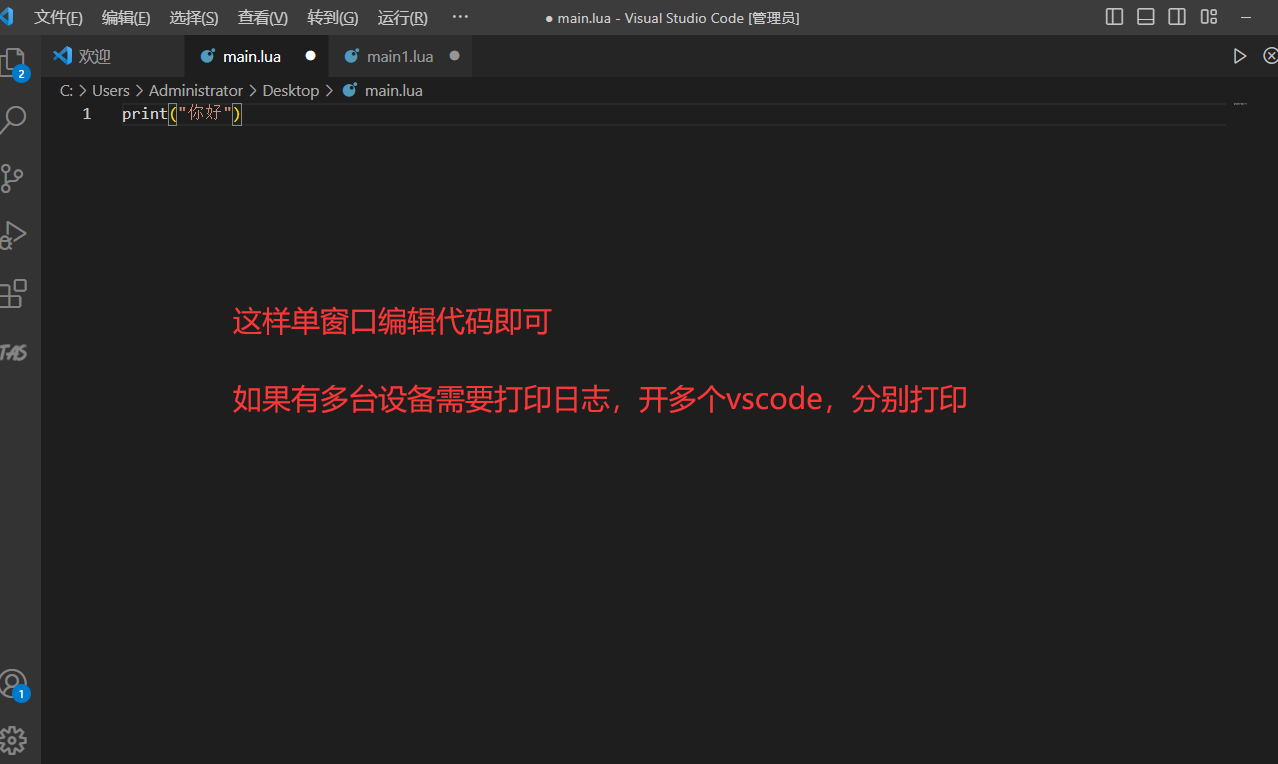 文件(F) 编辑(E) 选择(S) 查看(V) 转到(G) 运行(R) ··· ● main.lua - Visual Studio Code [管理员]
欢迎 main.lua ● main1.lua ●
2
C: > Users > Administrator > Desktop > main.lua
1 print("你好")
这样单窗口编辑代码即可
TAS
如果有多台设备需要打印日志，开多个vscode，分别打印
1